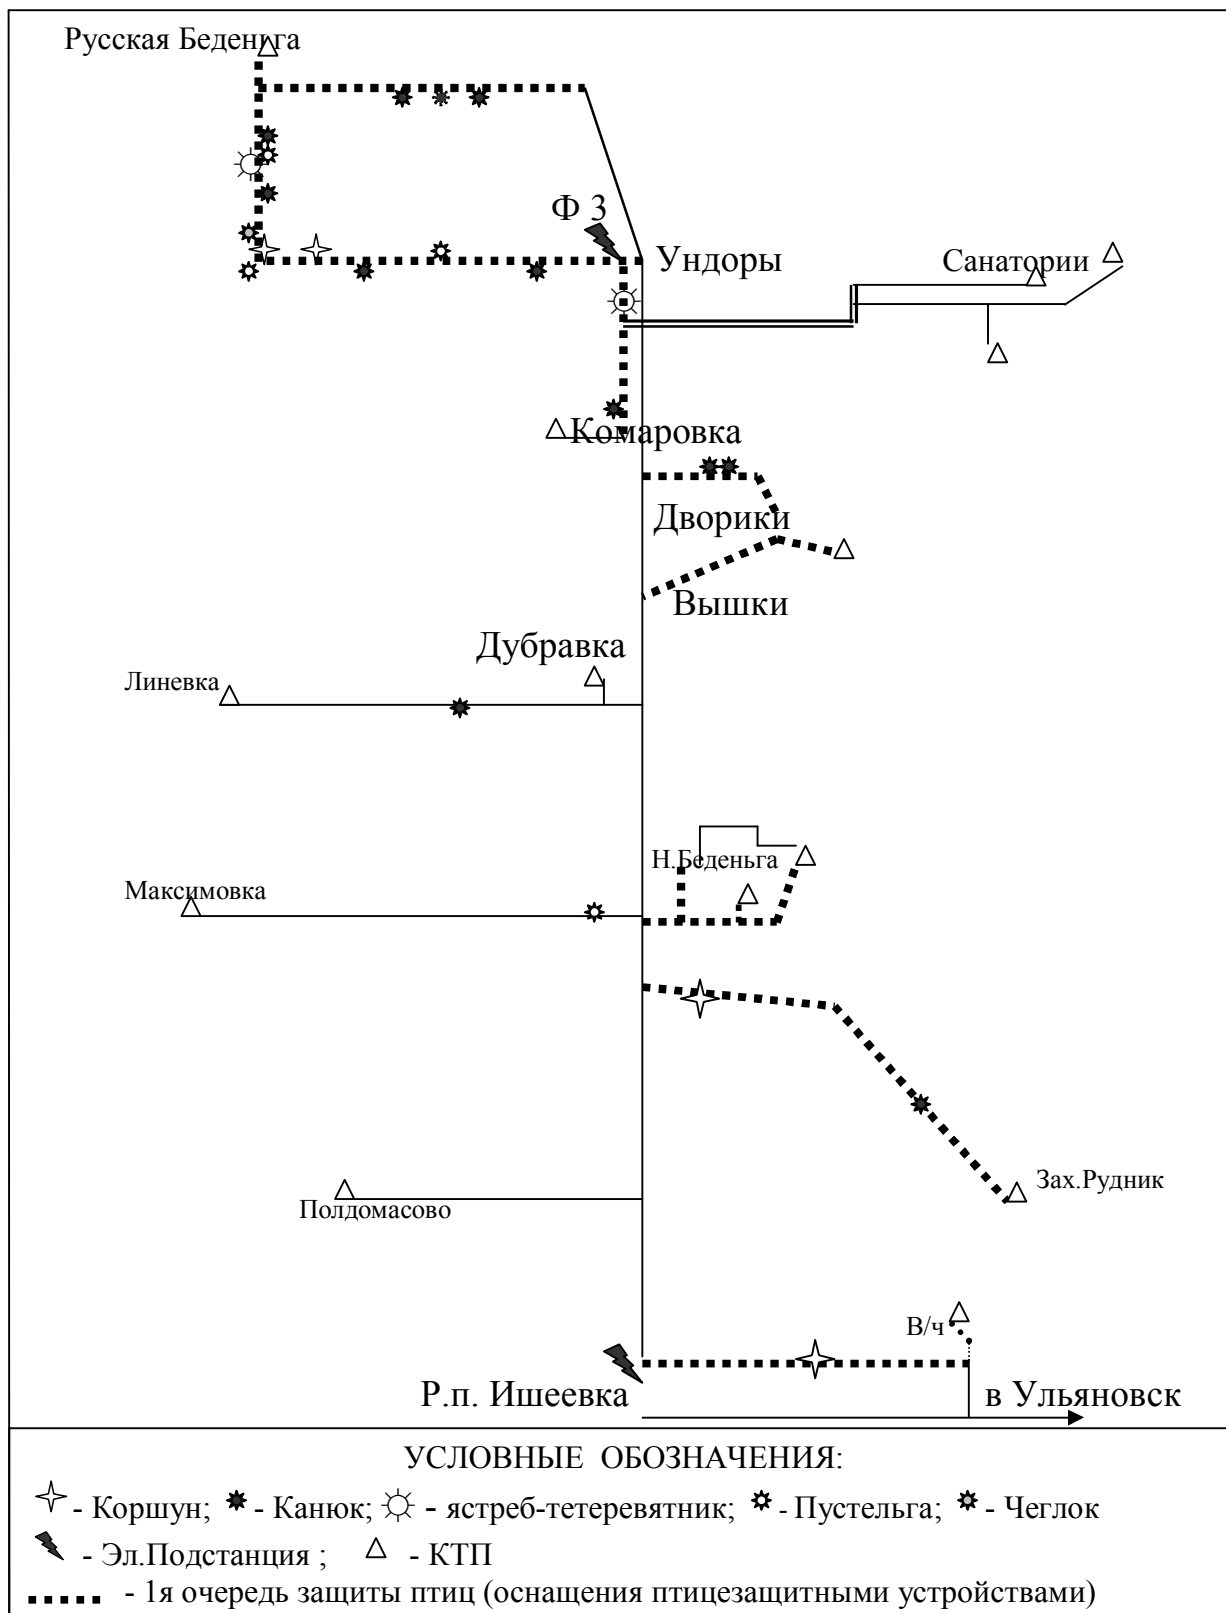 Русская Беденьга
Ф 3
Ундоры
Санатории
Комаровка
Дворики
Вышки
Дубравка
Линевка
Н.Беденьга
Максимовка
Зах.Рудник
Полдомасово
В/ч
Р.п. Ишеевка
в Ульяновск
УСЛОВНЫЕ ОБОЗНАЧЕНИЯ:
- Коршун; - Канюк; - ястреб-тетеревятник; - Пустельга; - Чеглок
- Эл.Подстанция ; - КТП
- 1я очередь защиты птиц (оснащения птицезащитными устройствами)